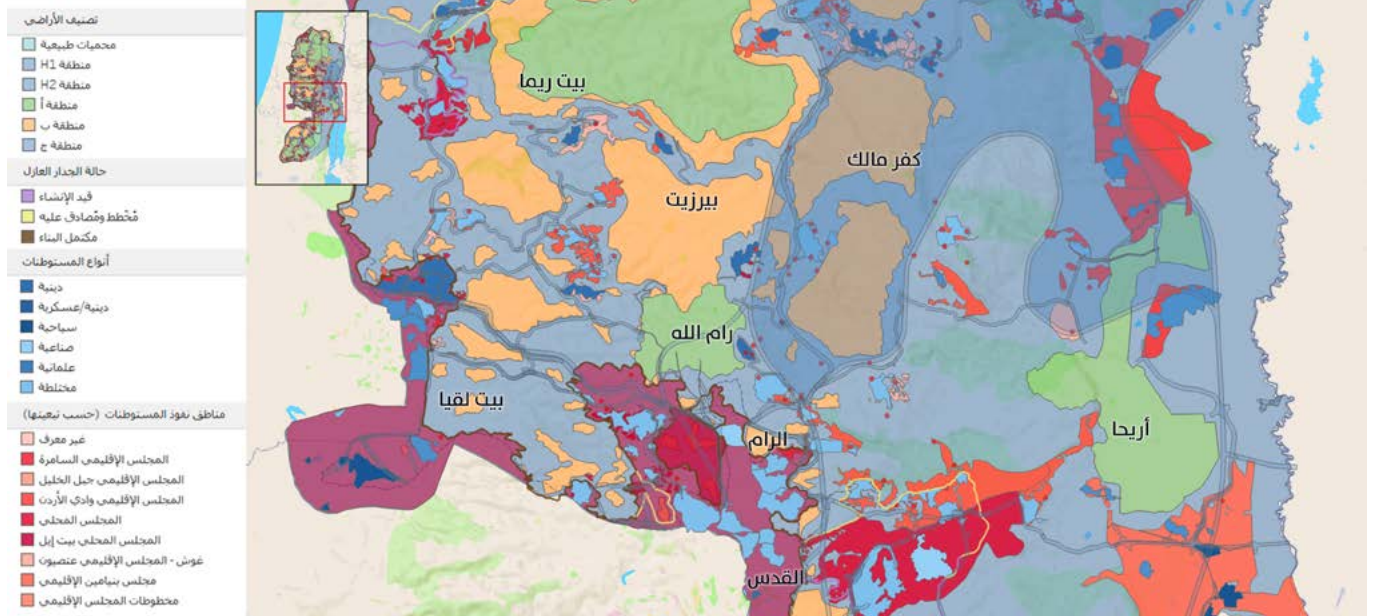 تصنيف الأراضي
محميات طبيعية
منطقة H1
منطقة H2
منطقة أ
منطقة ب
منطقة ج
حالة الجدار العازل
قيد الإنشاء
مُخطط ومُصادق عليه
مكتمل البناء
أنواع المستوطنات
دينية
دينية/عسكرية
سياحية
صناعية
علمانية
مختلطة
مناطق نفوذ المستوطنات (حسب تبعيتها)
غير معرف
المجلس الإقليمي السامرة
المجلس الإقليمي جبل الخليل
المجلس الإقليمي وادي الأردن
المجلس المحلي
المجلس المحلي بيت إيل
غوش - المجلس الإقليمي عتصيون
مجلس بنيامين الإقليمي
مخطوطات المجلس الإقليمي
بيت ريما
كفر مالك
بيرزيت
رام الله
بيت لقيا
أريحا
الرام
القدس